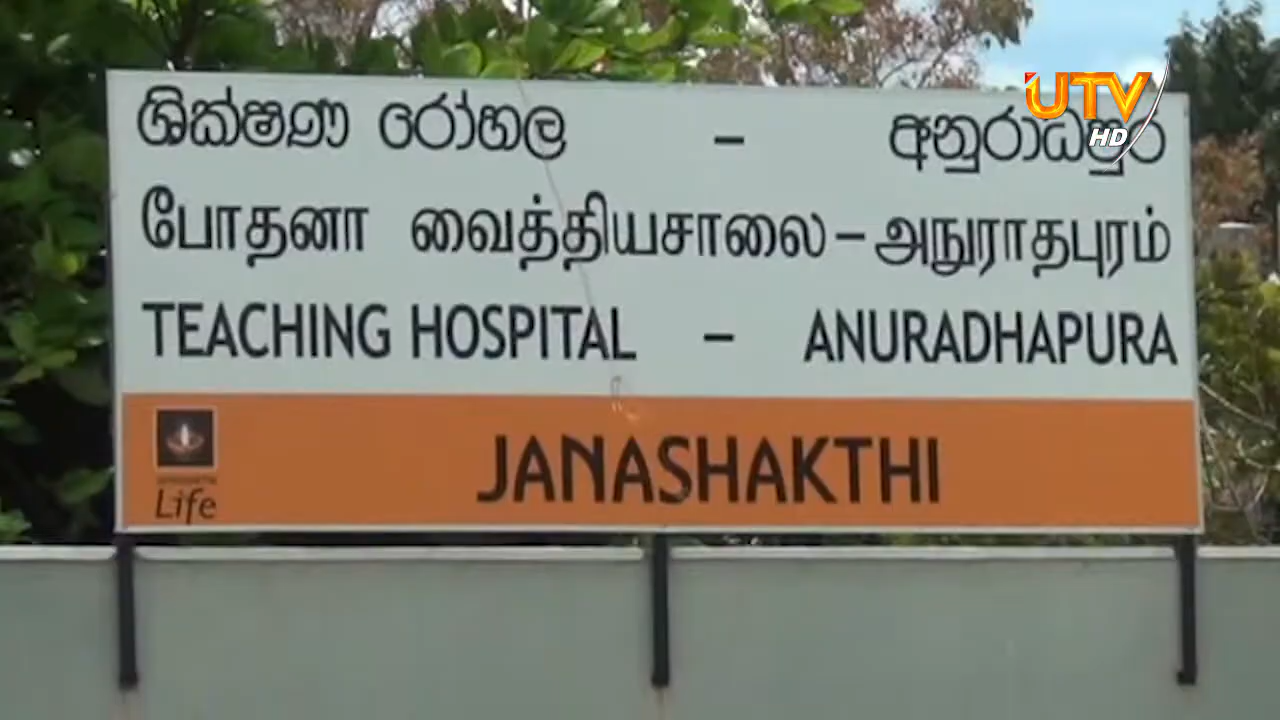 ශික්ෂණ රෝහල – අනුරාධපුර
போதனா வைத்தியசாலை – அநுராதபுரம்
TEACHING HOSPITAL – ANURADHAPURA
JANASHAKTHI
Life
UTV
HD